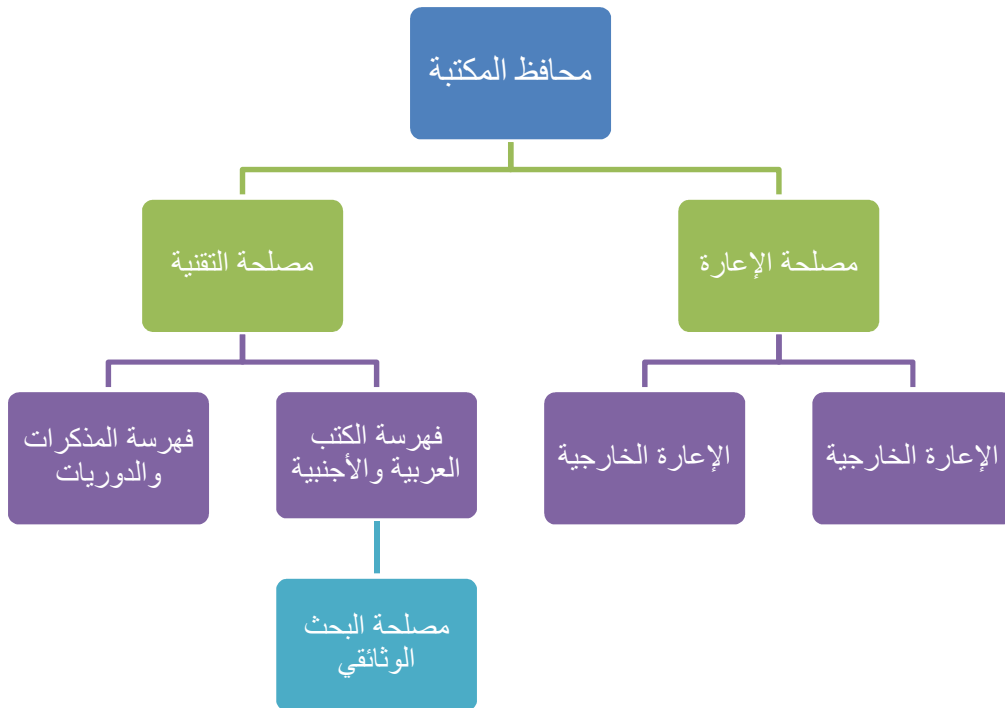 محافظ المكتبة
مصلحة الإعارة
مصلحة التقنية
الإعارة الخارجية
الإعارة الخارجية
فهرسة الكتب
العربية والأجنبية
فهرسة المذكرات
والدوريات
مصلحة البحث
الوثائقي